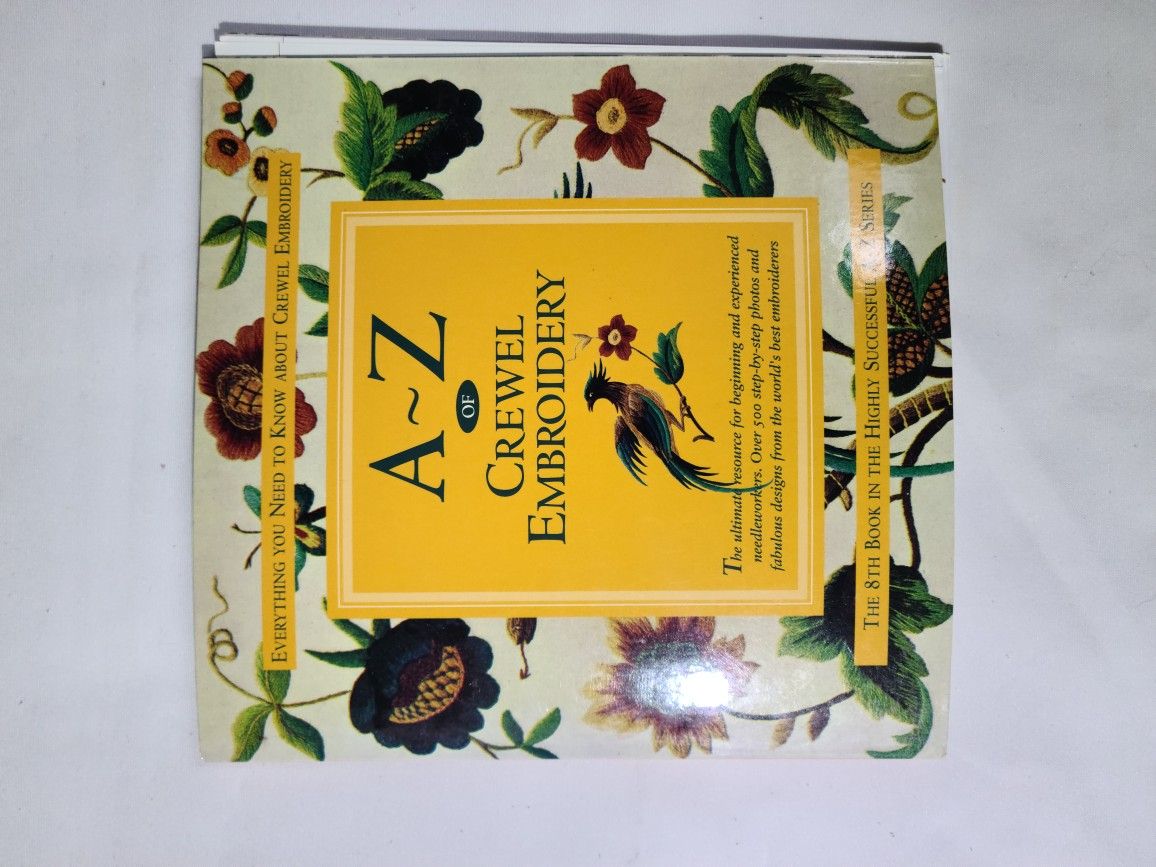 EVERYTHING YOU NEED TO KNOW ABOUT CREWEL EMBROIDERY
A~Z
OF
CREWEL
EMBROIDERY
The ultimate resource for beginning and experienced
needleworkers. Over 500 step-by-step photos and
fabulous designs from the world's best embroiderers
THE 8TH BOOK IN THE HIGHLY SUCCESSFUL A-Z SERIES